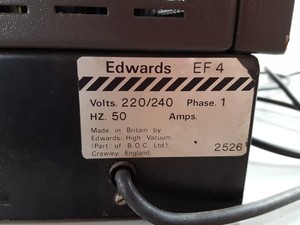 Edwards EF 4
Volts. 220/240 Phase. 1
HZ. 50 Amps.
Made in Britain by
Edwards High Vacuum.
(Part of B.O.C Ltd.)
Crawley England
2526